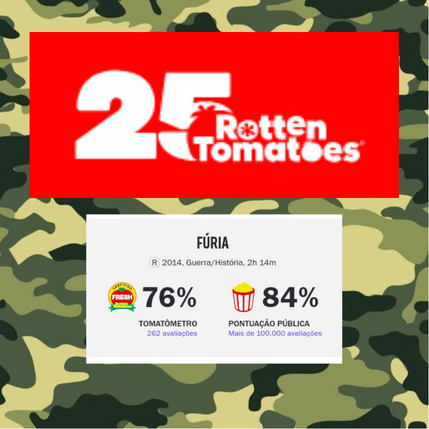 25 Rotten
Tomatoes®
FÚRIA
R 2014, Guerra/História, 2h 14m
CERTIFIED
FRESH
76%
84%
TOMATÔMETRO
PONTUAÇÃO PÚBLICA
262 avaliações
Mais de 100.000 avaliações